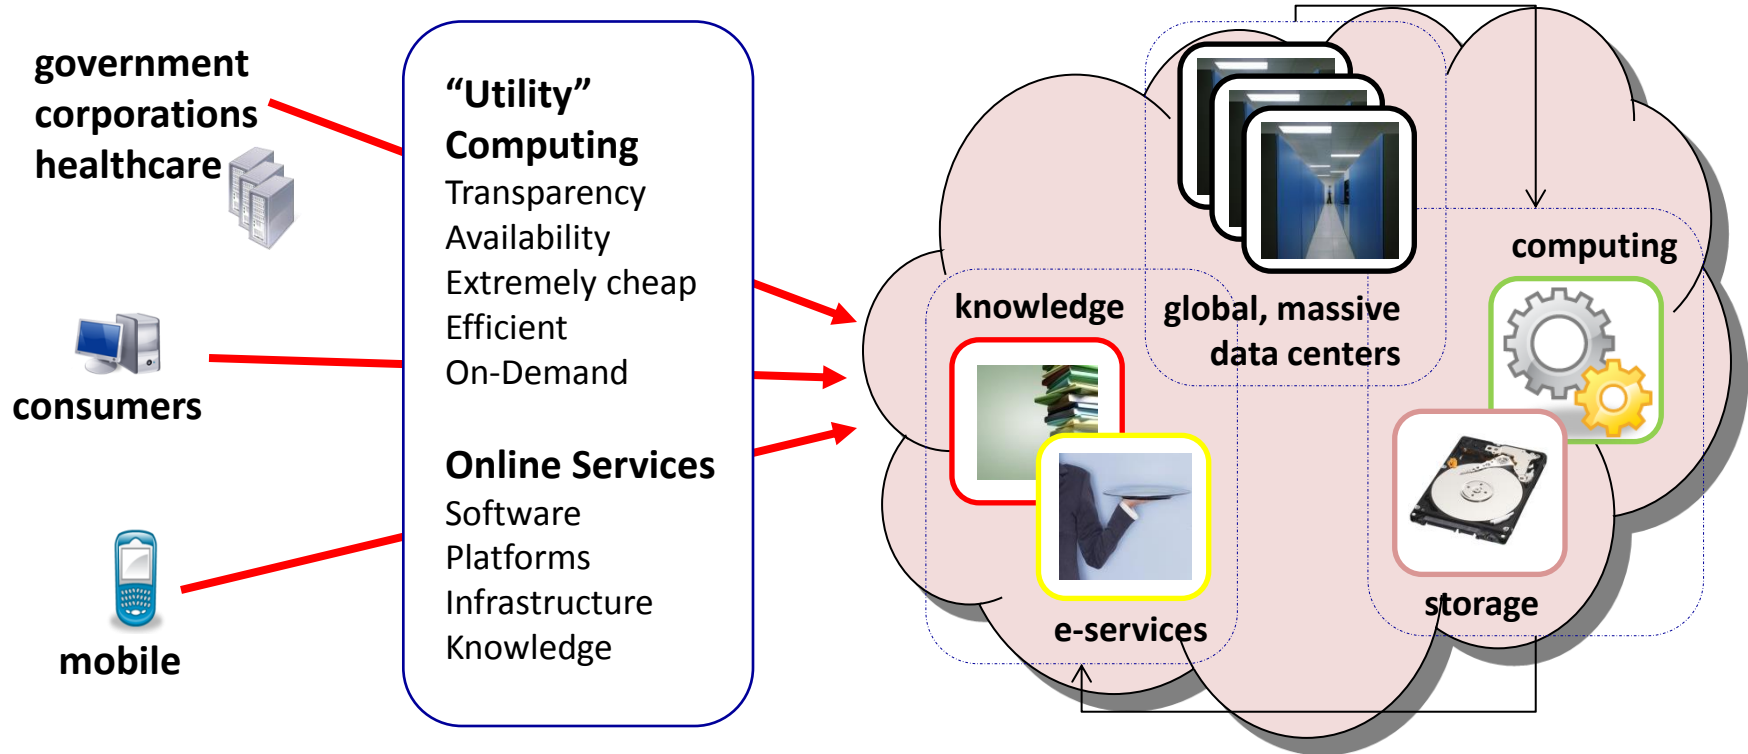 government
corporations
healthcare
consumers
mobile
“Utility”
Computing
Transparency
Availability
Extremely cheap
Efficient
On-Demand
Online Services
Software
Platforms
Infrastructure
Knowledge
knowledge
e-services
global, massive
data centers
computing
storage